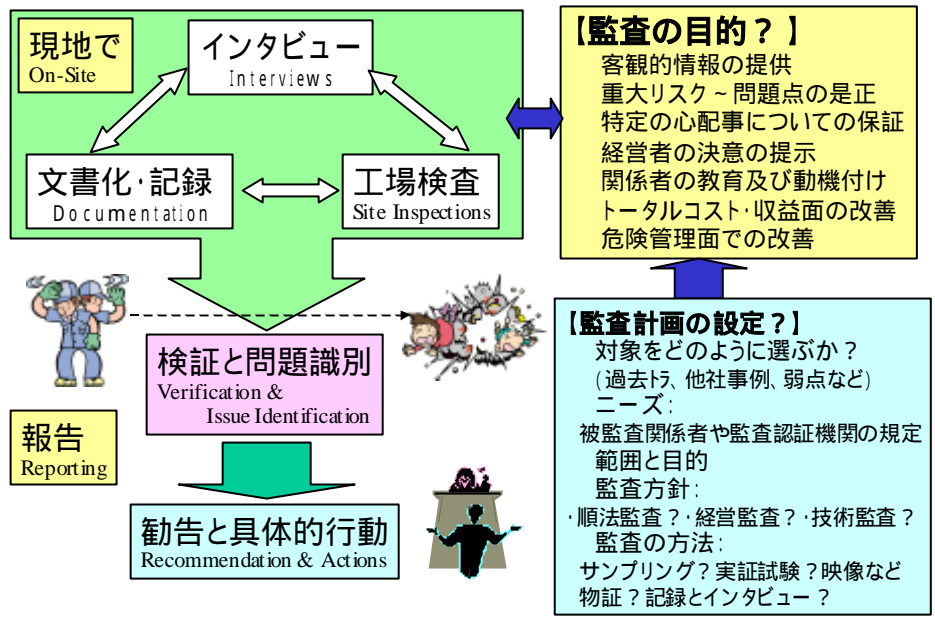 現地で
On-Site
インタビュー
Interviews
文書化･記録
Documentation
工場検査
Site Inspections
検証と問題識別
Verification &
Issue Identification
報告
Reporting
勧告と具体的行動
Recommendation & Actions
【監査の目的？】
客観的情報の提供
重大リスク～問題点の是正
特定の心配事についての保証
経営者の決意の提示
関係者の教育及び動機付け
トータルコスト･収益面の改善
危険管理面での改善
【監査計画の設定？】
対象をどのように選ぶか？
(過去ﾄﾗ、他社事例、弱点など)
ニーズ:
被監査関係者や監査認証機関の規定
範囲と目的
監査方針:
･順法監査？･経営監査？･技術監査？
監査の方法:
サンプリング？実証試験？映像など
物証？記録とインタビュー？